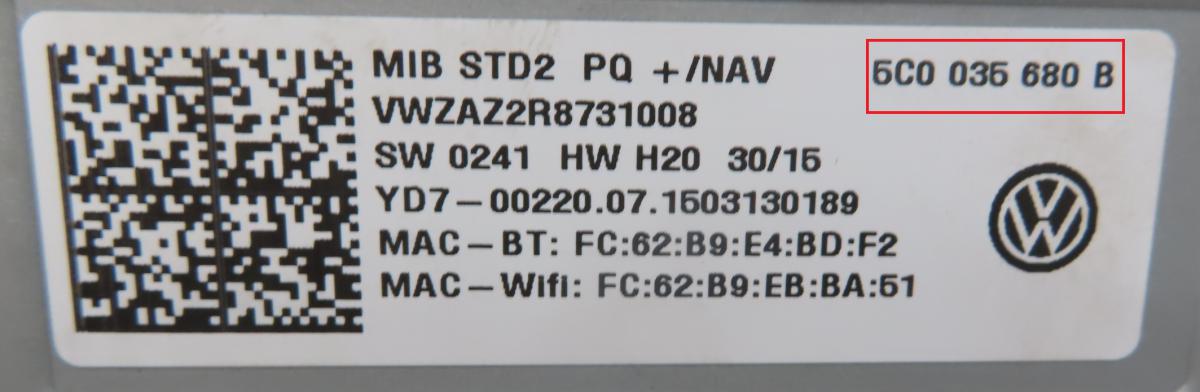 MIB STD2 PQ +/NAV 5C0 035 680 B
VWZAZ2R8731008
SW 0241 HW H20 30/15
YD7-00220.07.1503130189
MAC-BT: FC:62:B9:E4:BD:F2
MAC-Wifi: FC:62:B9:EB:BA:51